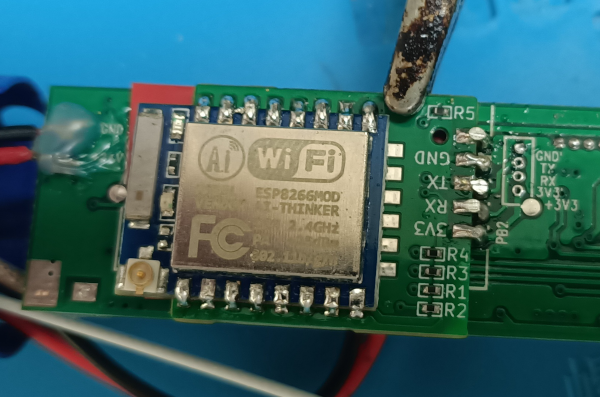 R5
Ai WiFi
ESP8266MOD
AI-THINKER
2.4GHz
FC
GND
TX
RX
3V3
PB2
GND
TX
3V3
+3V3
R4
R3
R1
R2